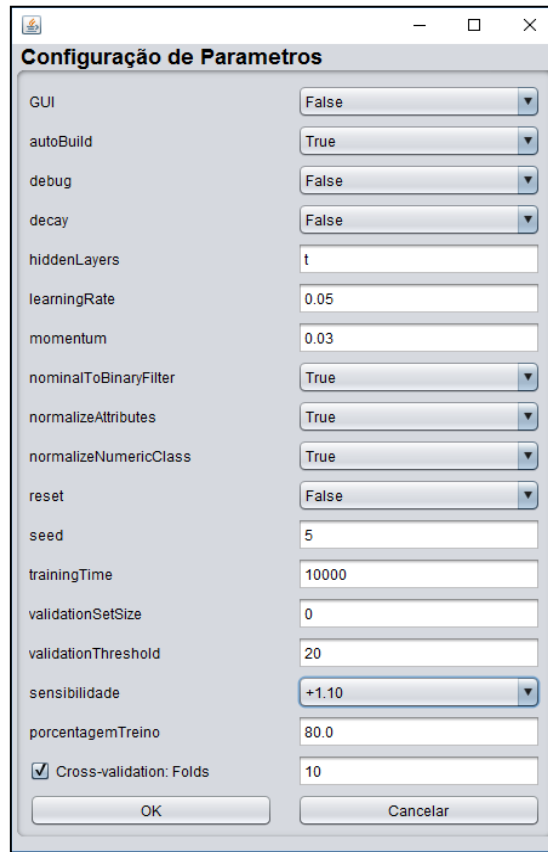 Configuração de Parametros
GUI False
autoBuild True
debug False
decay False
hiddenLayers t
learningRate 0.05
momentum 0.03
nominalToBinaryFilter True
normalizeAttributes True
normalizeNumericClass True
reset False
seed 5
trainingTime 10000
validationSetSize 0
validationThreshold 20
sensibilidade +1.10
porcentagemTreino 80.0
Cross-validation: Folds 10
OK Cancelar